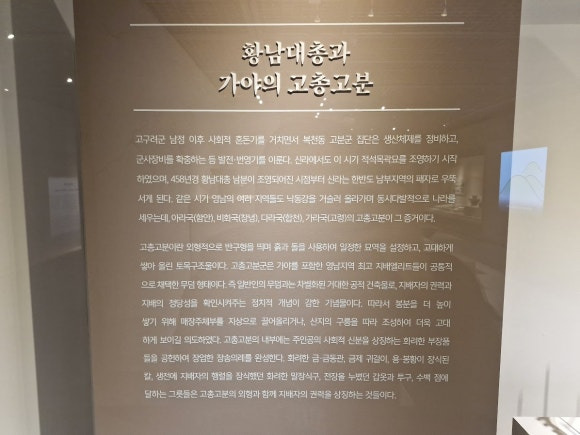 황남대총과
가야의 고총고분
고구려군 남정 이후 사회적 혼돈기를 거치면서 복천동 고분군 집단은 생산체제를 정비하고,
군사장비를 확충하는 등 발전·번영기를 이룬다. 신라에서도 이 시기 적석목곽묘를 조영하기 시작
하였으며, 458년경 황남대총 남분이 조영되어진 시점부터 신라는 한반도 남부지역의 패자로 우뚝
서게 된다. 같은 시기 영남의 여러 지역들도 낙동강을 거슬러 올라가며 동시다발적으로 나라를
세우는데, 아라국(함안), 비화국(창녕), 다라국(합천), 가라국(고령)의 고총고분이 그 증거이다.
고총고분이란 외형적으로 반구형을 띄며 흙과 돌을 사용하여 일정한 묘역을 설정하고, 고대하게
쌓아 올린 토목구조물이다. 고총고분군은 가야를 포함한 영남지역 최고 지배엘리트들이 공통적
으로 채택한 무덤 형태이다. 즉 일반인의 무덤과는 차별화된 거대한 공적 건축물로, 지배자의 권력과
지배의 정당성을 확인시켜주는 정치적 개념이 강한 기념물이다. 따라서 봉분을 더 높이
쌓기 위해 매장주체부를 지상으로 끌어올리거나, 산지의 구릉을 따라 조성하여 더욱 고대
하게 보이길 의도하였다. 고총고분의 내부에는 주인공의 사회적 신분을 상징하는 화려한 부장품
들을 공헌하며 장엄한 장송의례를 완성한다. 화려한 금·금동관, 금제 귀걸이, 용·봉황이 장식된
칼, 생전에 지배자의 행렬을 장식했던 화려한 말장식구, 전장을 누볐던 갑옷과 투구, 수백 점에
달하는 그릇들은 고총고분의 외형과 함께 지배자의 권력을 상징하는 것들이다.